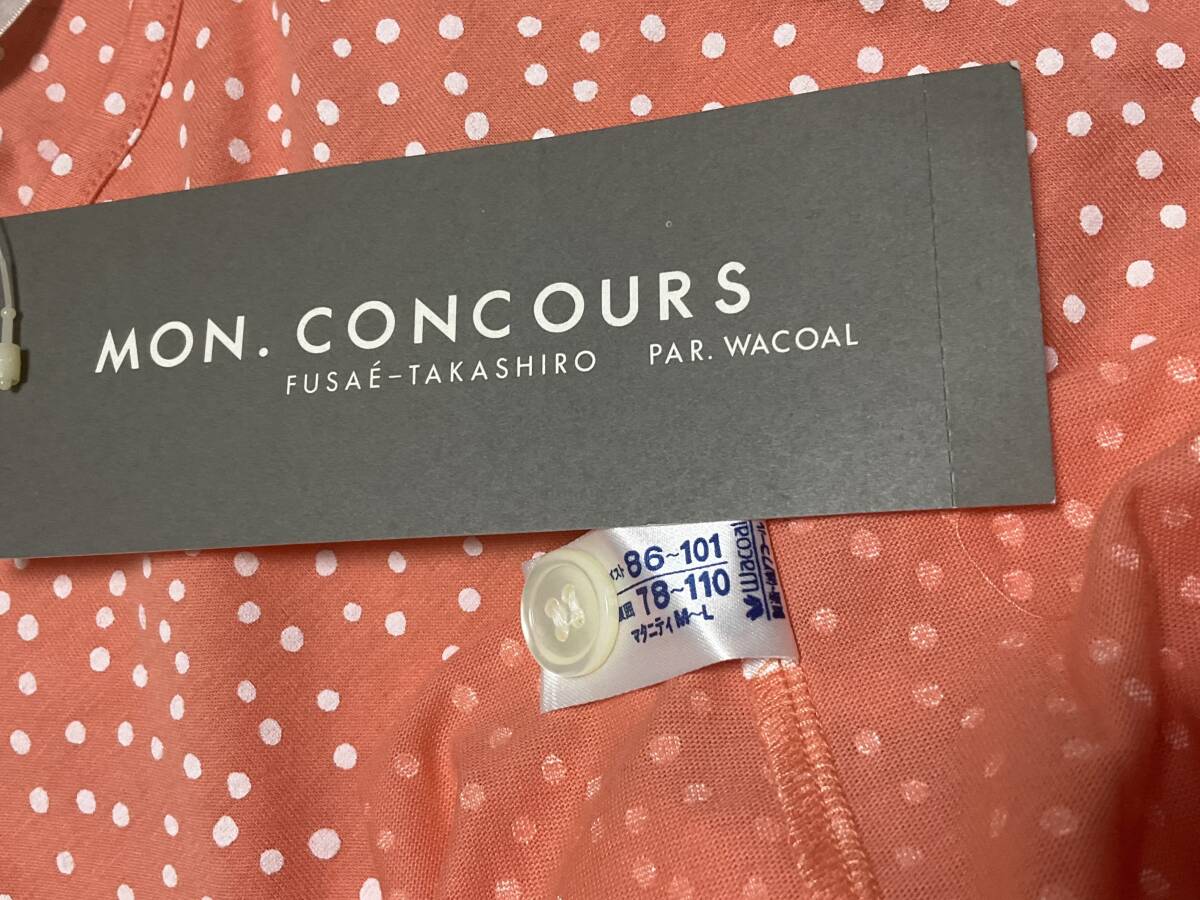 MON. CONCOURS
FUSAÉ-TAKASHIRO PAR. WACOAL
86~101
78~110
マタニティ M~L
Wacoal